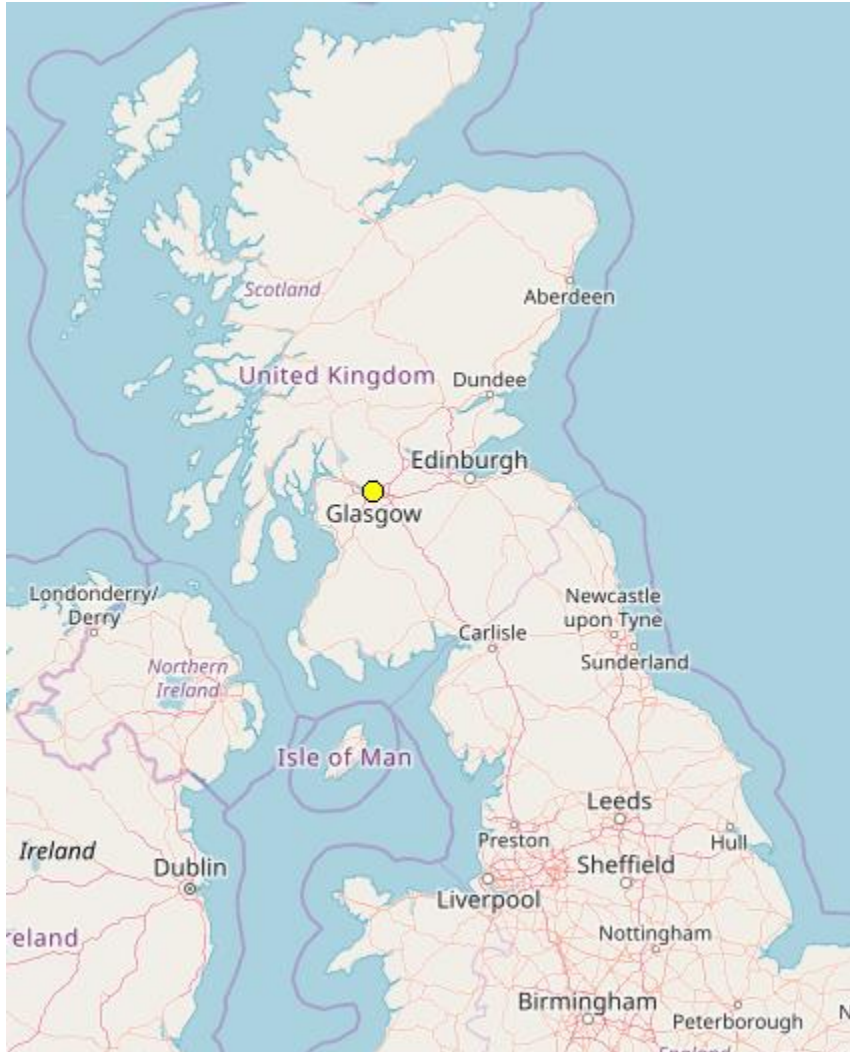 Scotland
Aberdeen
United Kingdom
Dundee
Edinburgh
Glasgow
Londonderry/
Derry
Newcastle
upon Tyne
Carlisle
Sunderland
Northern
Ireland
Isle of Man
Leeds
Preston
Hull
Ireland
Dublin
Sheffield
Liverpool
reland
Nottingham
Birmingham
Peterborough
N
England